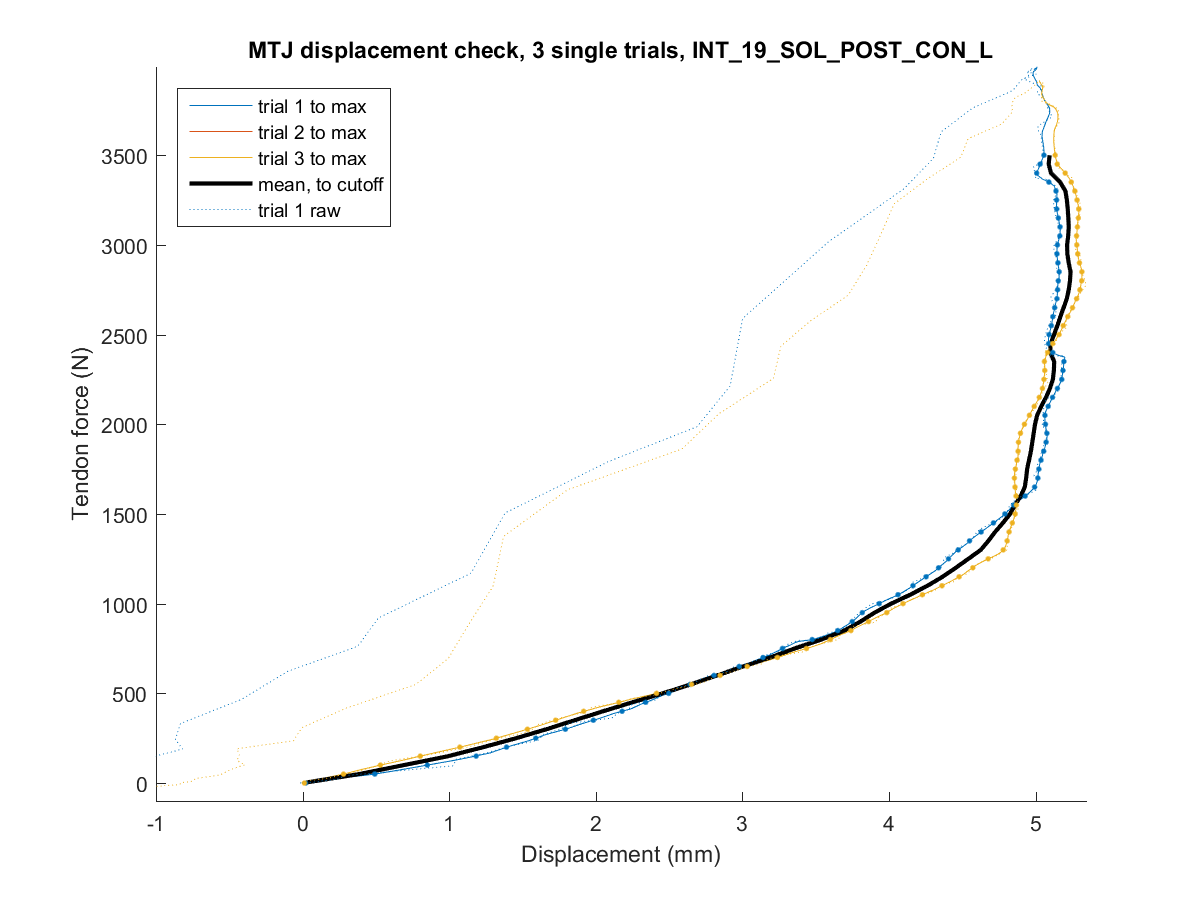 MTJ displacement check, 3 single trials, INT_19_SOL_POST_CON_L
trial 1 to max
trial 2 to max
trial 3 to max
mean, to cutoff
trial 1 raw
Tendon force (N)
3500
3000
2500
2000
1500
1000
500
0
-1 0 1 2 3 4 5
Displacement (mm)